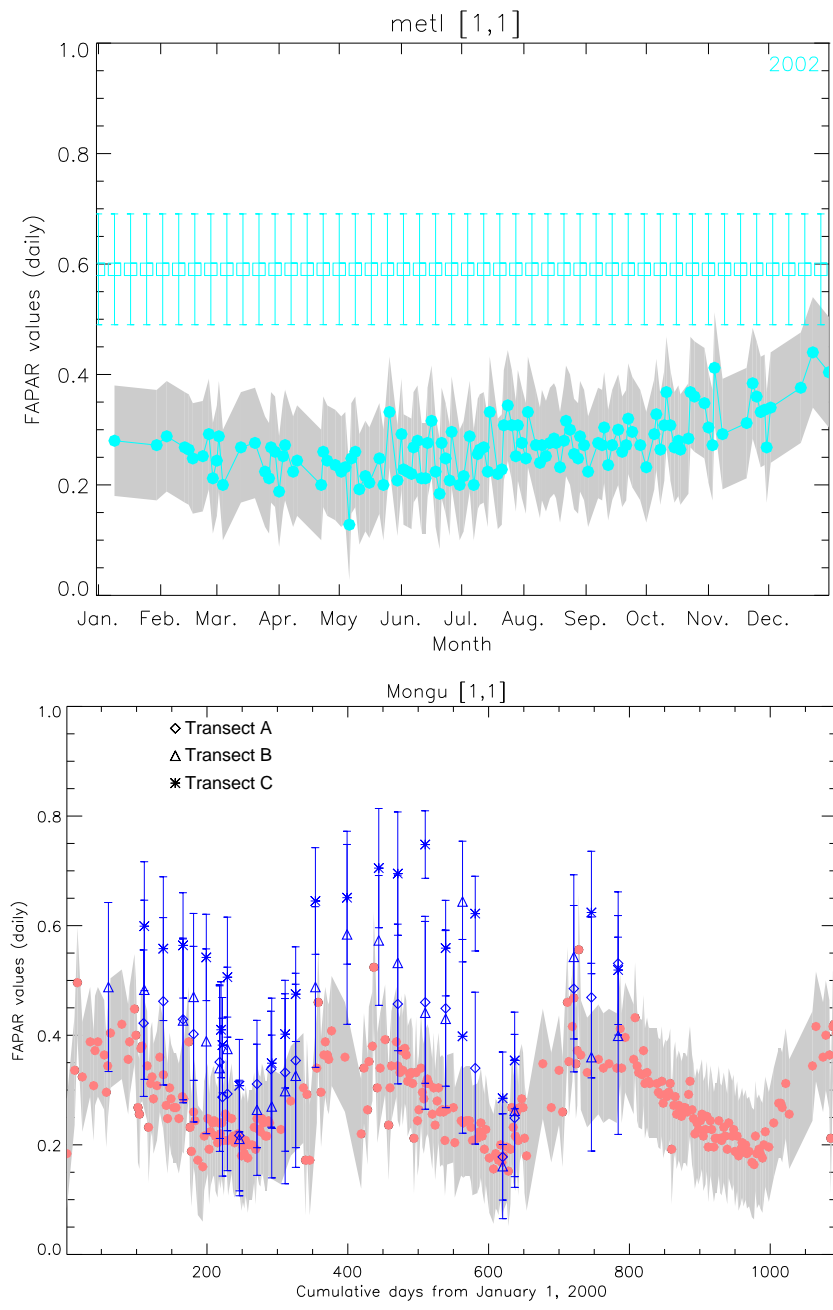 metl [1,1]
2002
1.0
0.8
0.6
0.4
0.2
0.0
FAPAR values (daily)
Jan. Feb. Mar. Apr. May Jun. Jul. Aug. Sep. Oct. Nov. Dec.
Month
Mongu [1,1]
Transect A
Transect B
Transect C
1.0
0.8
0.6
0.4
0.2
0.0
FAPAR values (daily)
200 400 600 800 1000
Cumulative days from January 1, 2000